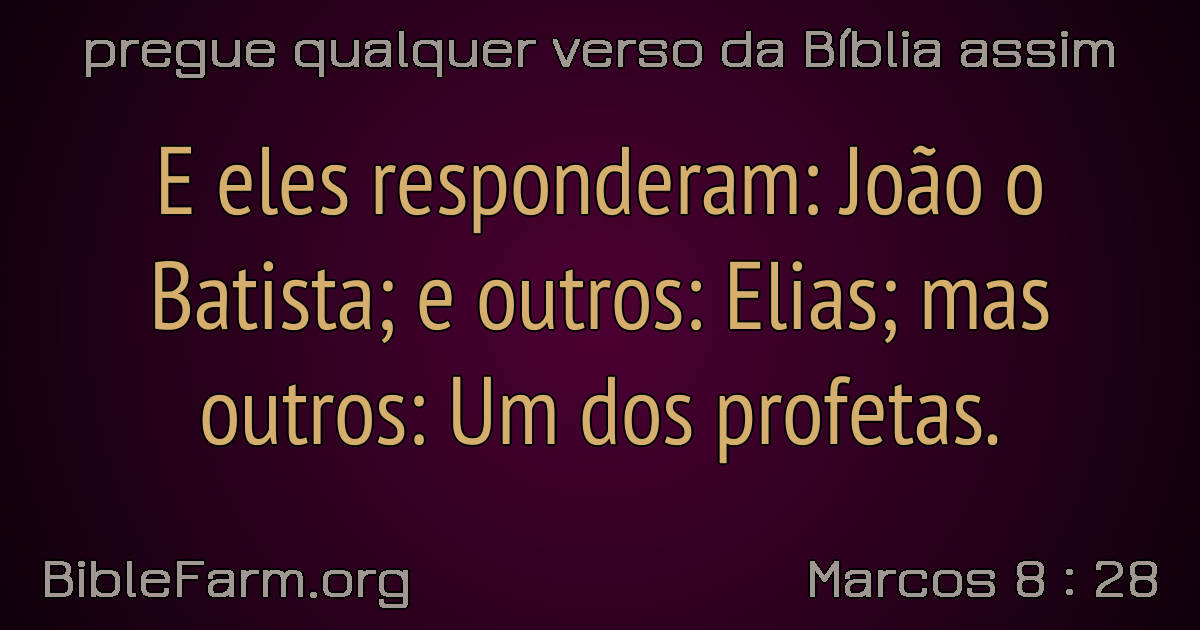 pregue qualquer verso da Bíblia assim
E eles responderam: João o
Batista; e outros: Elias; mas
outros: Um dos profetas.
BibleFarm.org
Marcos 8 : 28